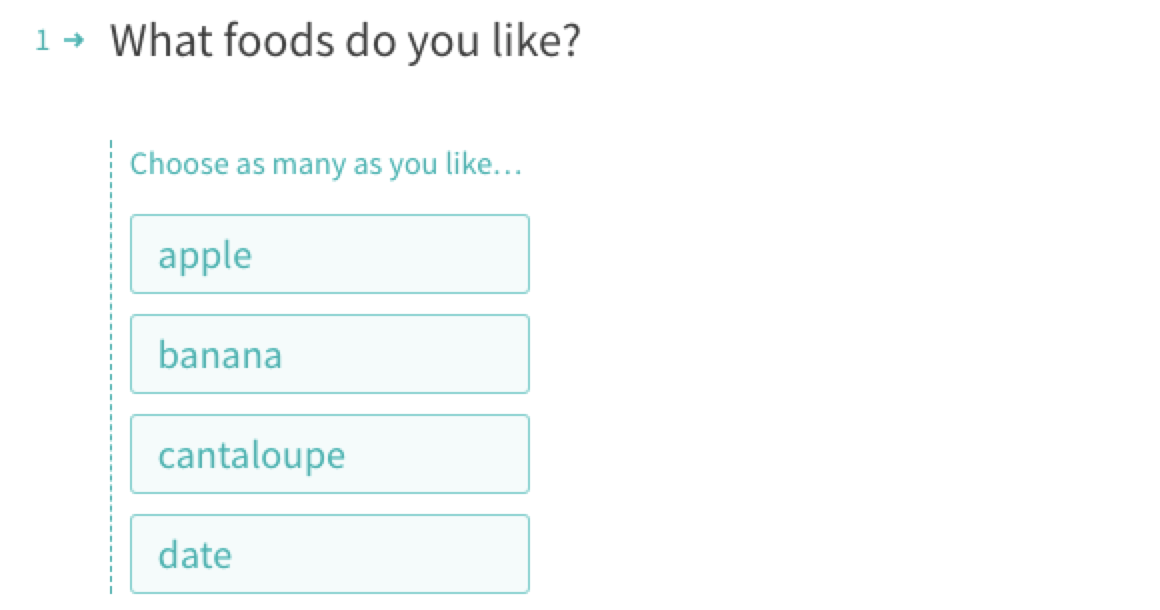 1 → What foods do you like?
Choose as many as you like…
apple
banana
cantaloupe
date